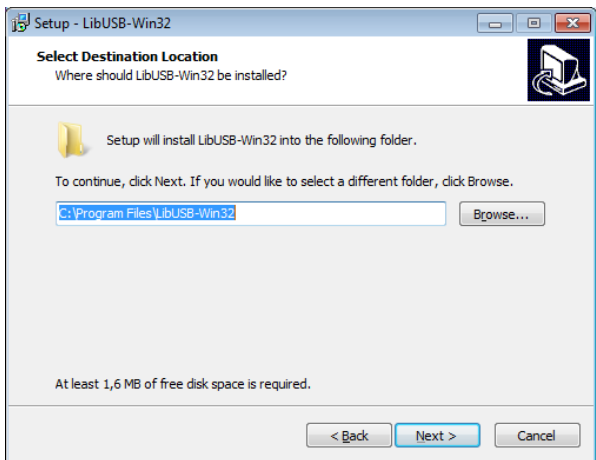 Setup - LibUSB-Win32
Select Destination Location
Where should LibUSB-Win32 be installed?
Setup will install LibUSB-Win32 into the following folder.
To continue, click Next. If you would like to select a different folder, click Browse.
C:\Program Files\LibUSB-Win32
Browse...
At least 1,6 MB of free disk space is required.
< Back
Next >
Cancel